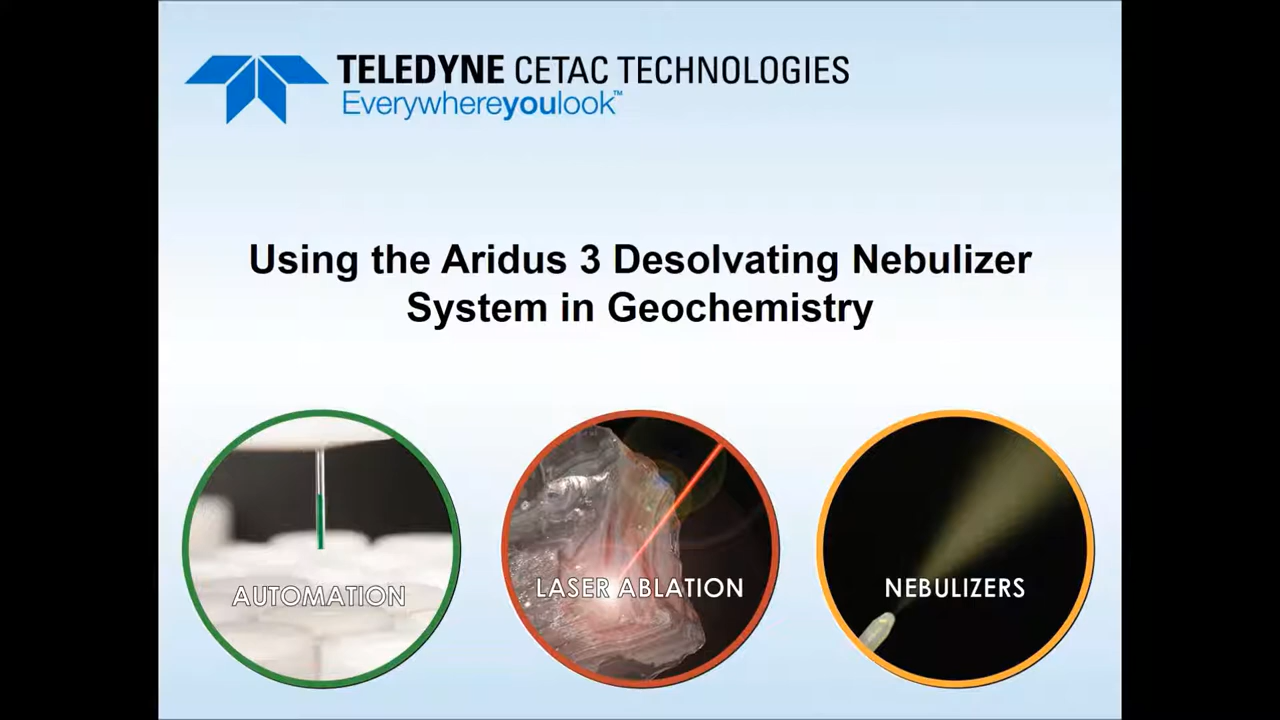 TELEDYNE CETAC TECHNOLOGIES
Everywhereyoulook™
Using the Aridus 3 Desolvating Nebulizer
System in Geochemistry
AUTOMATION
LASER ABLATION
NEBULIZERS